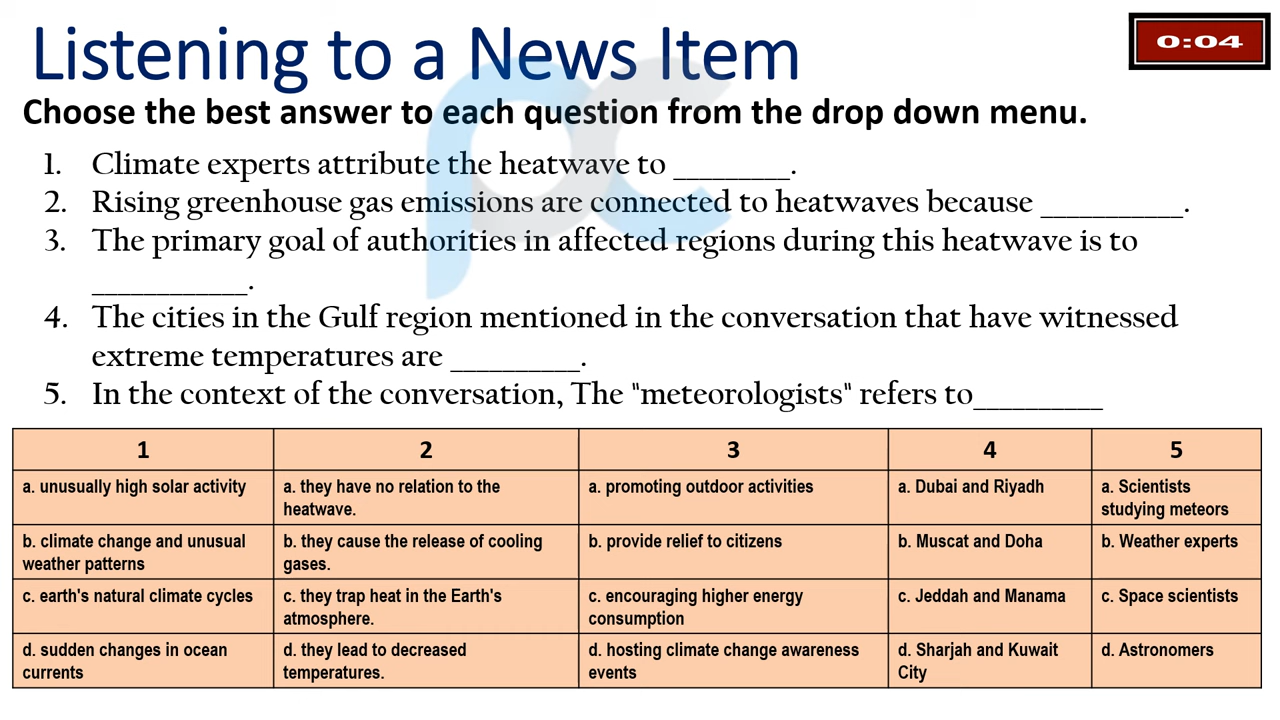 Listening to a News Item
0:04
Choose the best answer to each question from the drop down menu.
1. Climate experts attribute the heatwave to _________.
2. Rising greenhouse gas emissions are connected to heatwaves because ___________.
3. The primary goal of authorities in affected regions during this heatwave is to
____________.
4. The cities in the Gulf region mentioned in the conversation that have witnessed
extreme temperatures are __________.
5. In the context of the conversation, The "meteorologists" refers to__________
1 2 3 4 5
a. unusually high solar activity
a. they have no relation to the
heatwave.
a. promoting outdoor activities
a. Dubai and Riyadh
a. Scientists
studying meteors
b. climate change and unusual
weather patterns
b. they cause the release of cooling
gases.
b. provide relief to citizens
b. Muscat and Doha
b. Weather experts
c. earth's natural climate cycles
c. they trap heat in the Earth's
atmosphere.
c. encouraging higher energy
consumption
c. Jeddah and Manama
c. Space scientists
d. sudden changes in ocean
currents
d. they lead to decreased
temperatures.
d. hosting climate change awareness
events
d. Sharjah and Kuwait
City
d. Astronomers